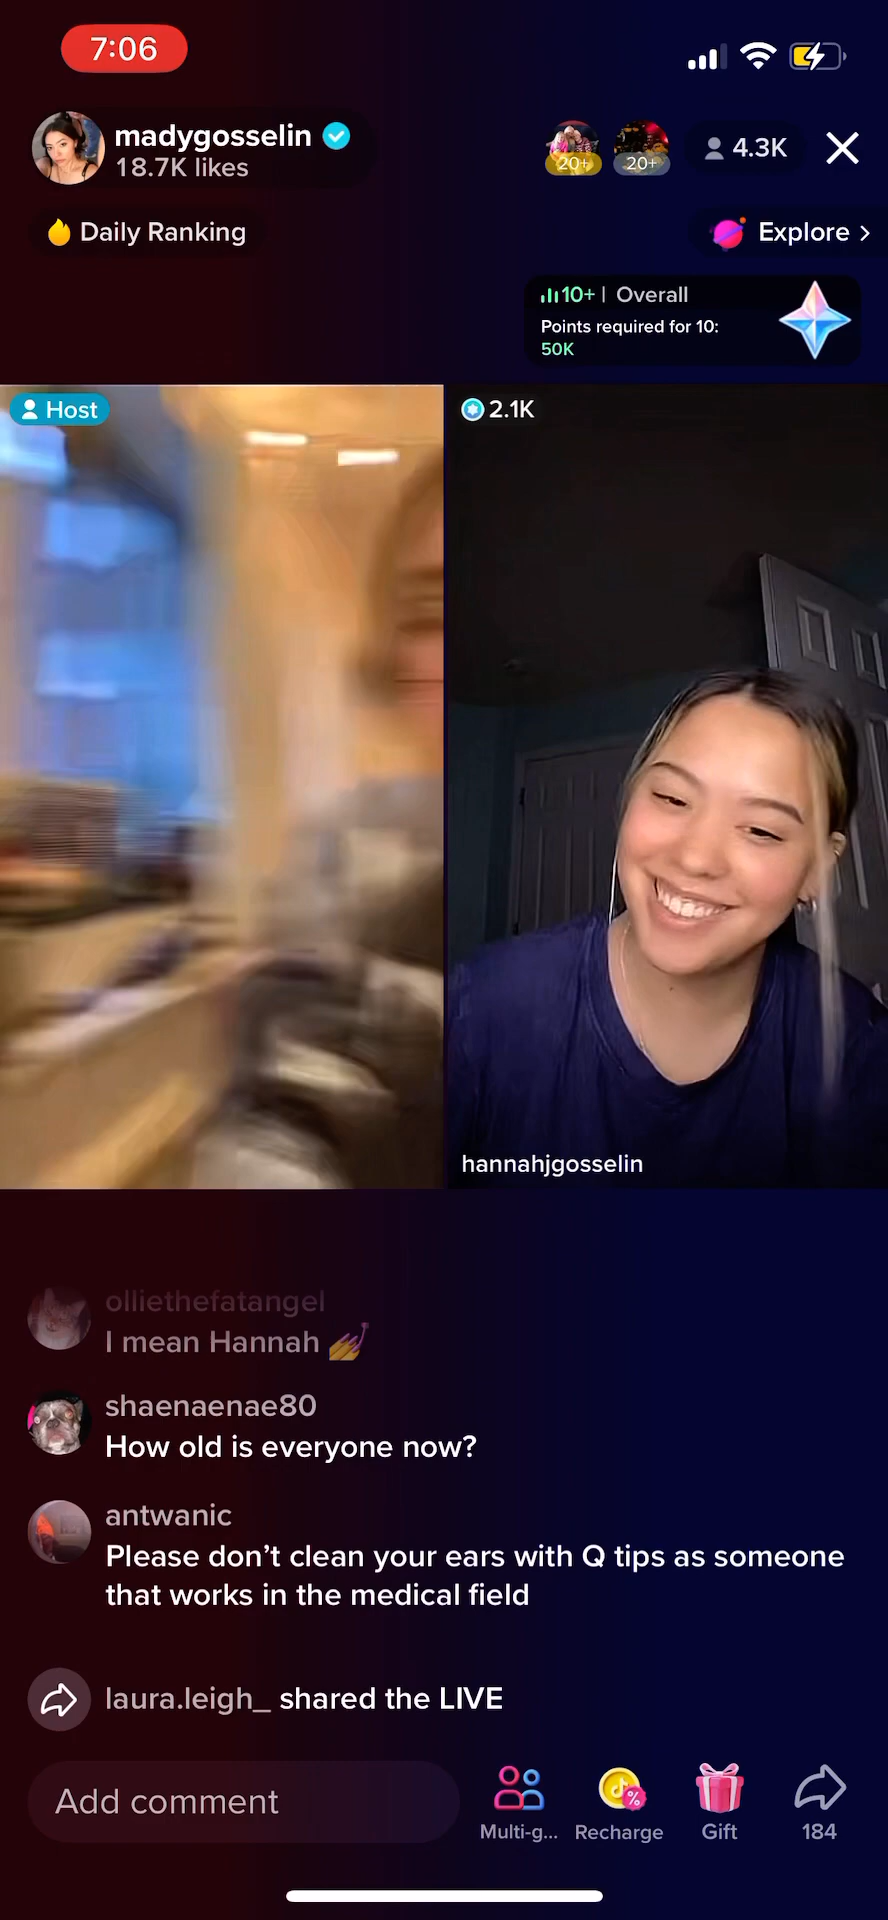 7:06
madygosselin
18.7K likes
20+
20+
4.3K
Daily Ranking
Explore >
10+ | Overall
Points required for 10:
50K
Host
2.1K
hannahjgosselin
olliethefatangel
I mean Hannah 💅
shaenaenae80
How old is everyone now?
antwanic
Please don’t clean your ears with Q tips as someone
that works in the medical field
laura.leigh_ shared the LIVE
Add comment
Multi-g...
Recharge
Gift
184